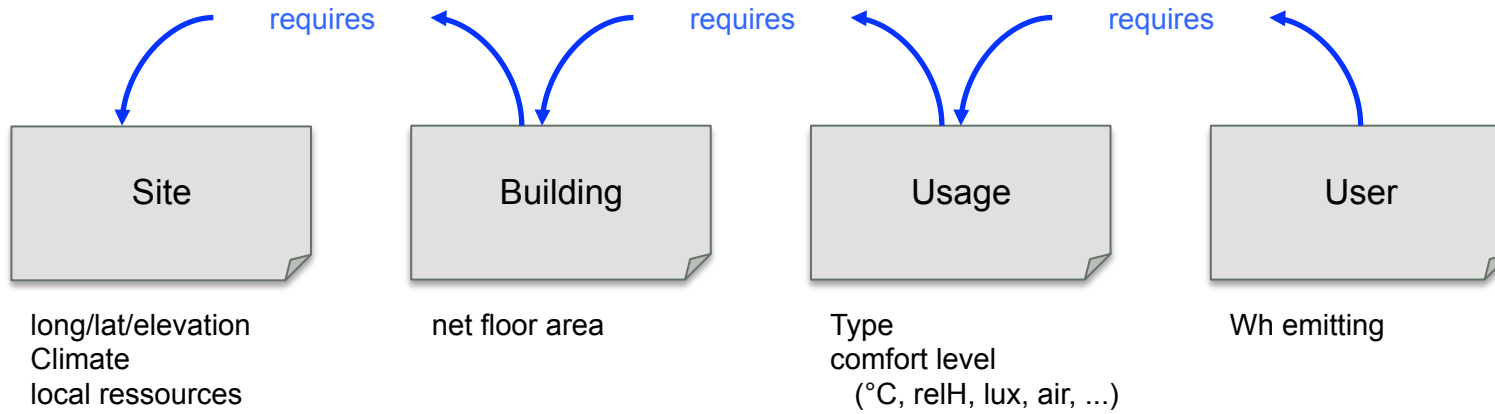 requires
requires
requires
Site
Building
Usage
User
long/lat/elevation
Climate
local ressources
net floor area
Type
comfort level
(°C, relH, lux, air, ...)
Wh emitting